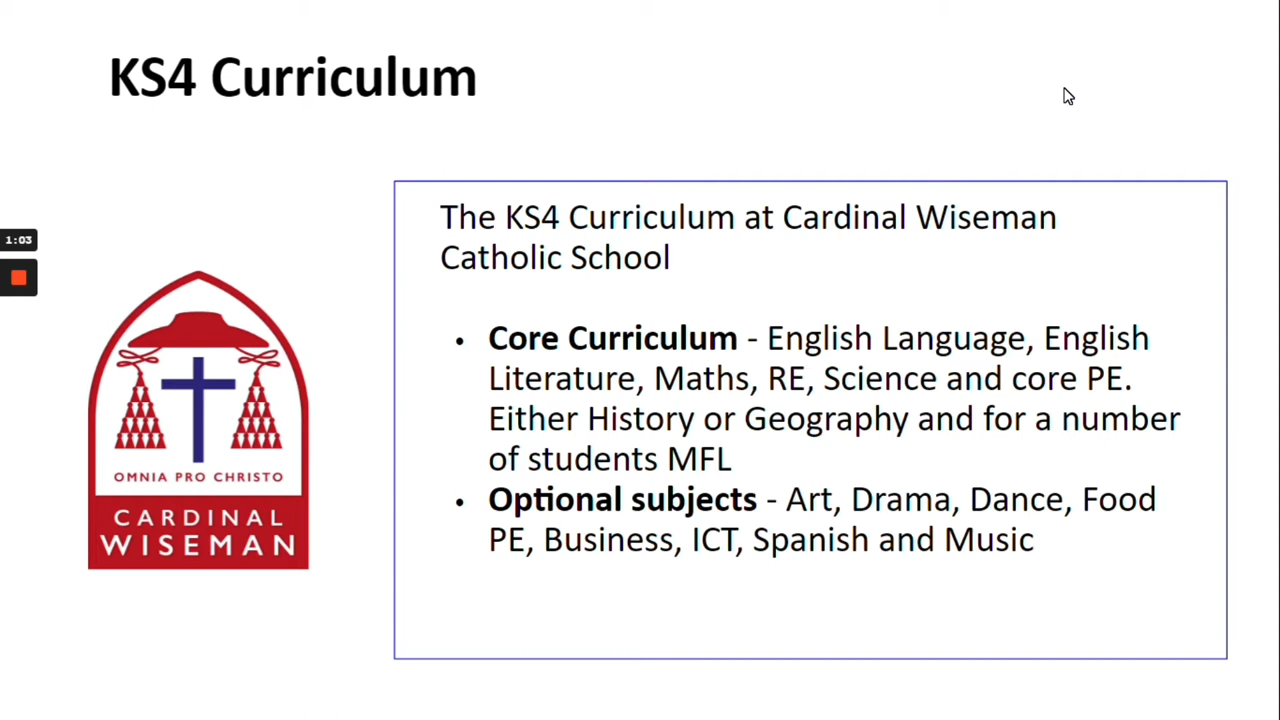 KS4 Curriculum
The KS4 Curriculum at Cardinal Wiseman
Catholic School
1:03
• Core Curriculum - English Language, English
Literature, Maths, RE, Science and core PE.
Either History or Geography and for a number
of students MFL
• Optional subjects - Art, Drama, Dance, Food
PE, Business, ICT, Spanish and Music
OMNIA PRO CHRISTO
CARDINAL
WISEMAN